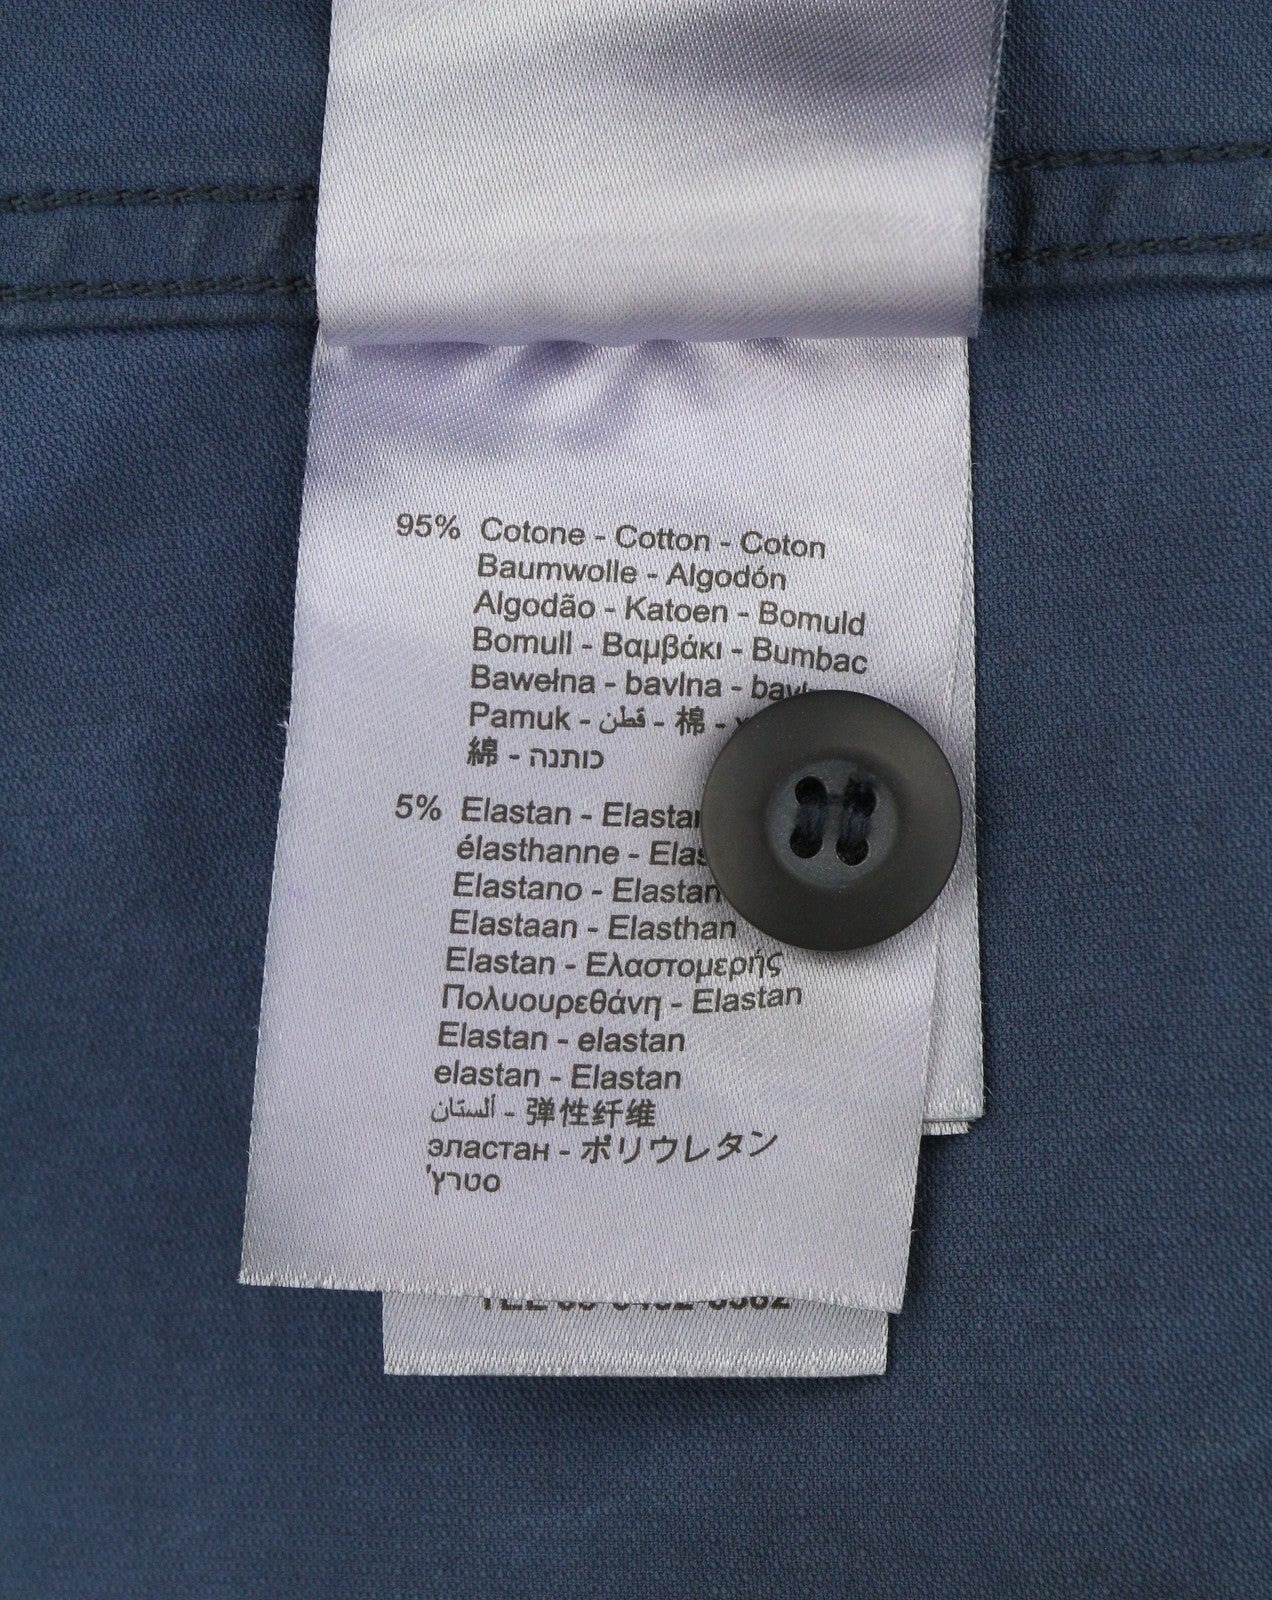 95% Cotone - Cotton - Coton
Baumwolle - Algodón
Algodão - Katoen - Bomuld
Bomull - Βαμβάκι - Bumbac
Bawełna - bavlna -
Pamuk - قطن - 棉 -
綿 - כותנה
5% Elastan -
élasthanne -
Elastano - Elastan
Elastaan - Elasthan
Elastan - Ελαστομερής
Πολυουρεθάνη - Elastan
Elastan - elastan
elastan - Elastan
ألستان - 弹性纤维
эластан - ポリウレタン
סטרץ'